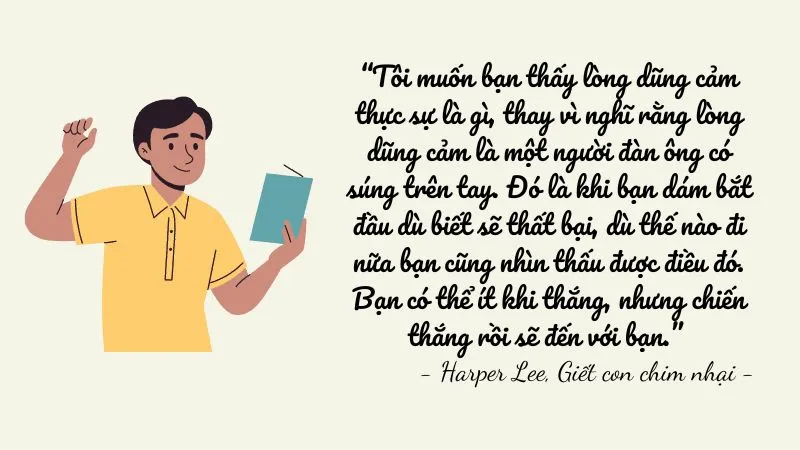 “Tôi muốn bạn thấy lòng dũng cảm
thực sự là gì, thay vì nghĩ rằng lòng
dũng cảm là một người đàn ông có
súng trên tay. Đó là khi bạn dám bắt
đầu dù biết sẽ thất bại, dù thế nào đi
nữa bạn cũng nhìn thấu được điều đó.
Bạn có thể ít khi thắng, nhưng chiến
thắng rồi sẽ đến với bạn.”
- Harper Lee, Giết con chim nhại -